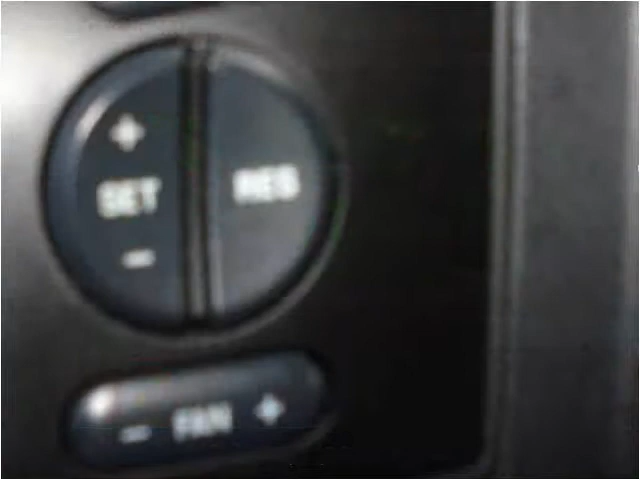 +
SET RES
-
- FAN +